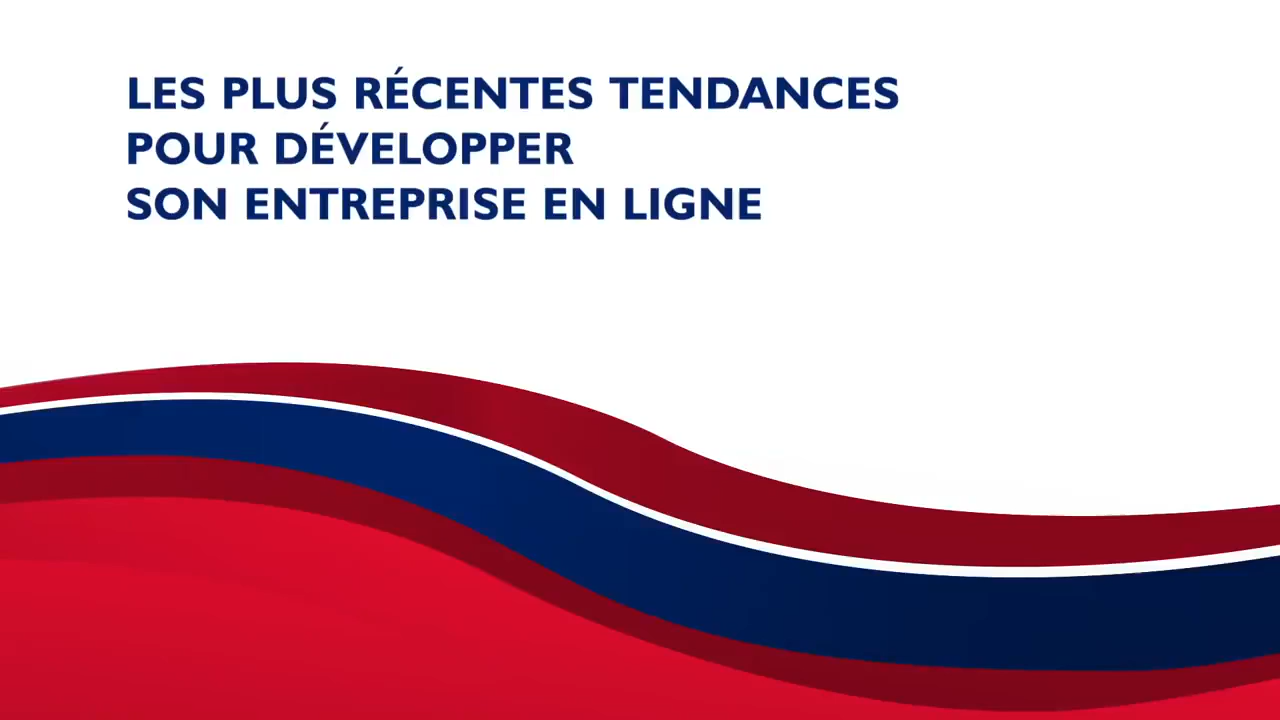 LES PLUS RÉCENTES TENDANCES
POUR DÉVELOPPER
SON ENTREPRISE EN LIGNE